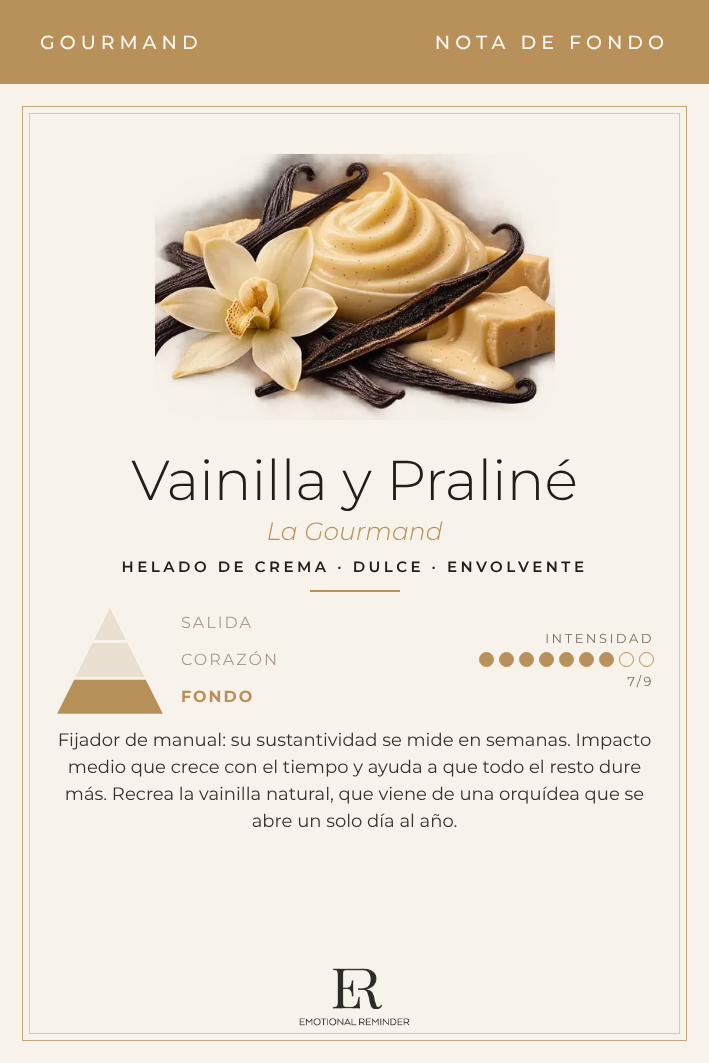 GOURMAND
NOTA DE FONDO
Vainilla y Praliné
La Gourmand
HELADO DE CREMA · DULCE · ENVOLVENTE
SALIDA
CORAZÓN
FONDO
INTENSIDAD
7/9
Fijador de manual: su sustantividad se mide en semanas. Impacto
medio que crece con el tiempo y ayuda a que todo el resto dure
más. Recrea la vainilla natural, que viene de una orquídea que se
abre un solo día al año.
ER
EMOTIONAL REMINDER